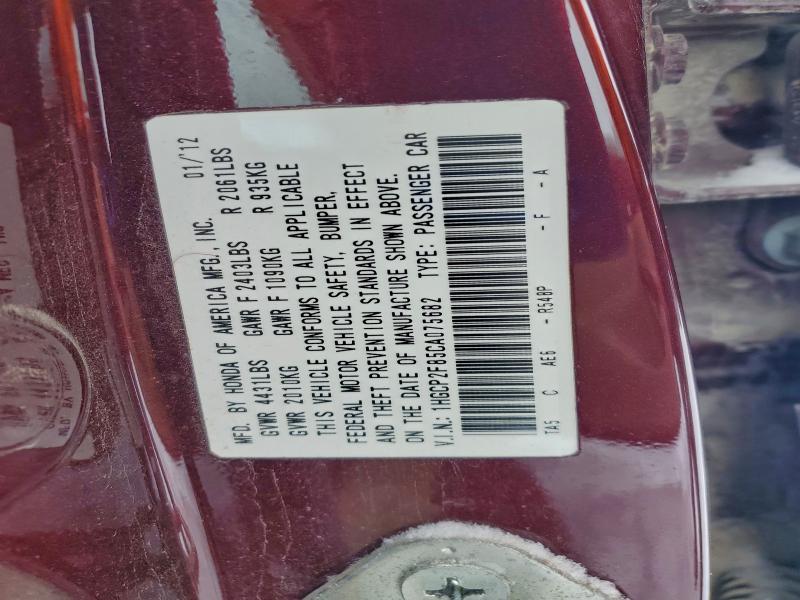 MFD. BY HONDA OF AMERICA MFG., INC. 01/'12
GVWR 4431LBS GAWR F 2403LBS R 2061LBS
GVWR 2010KG GAWR F 1090KG R 935KG
THIS VEHICLE CONFORMS TO ALL APPLICABLE
FEDERAL MOTOR VEHICLE SAFETY, BUMPER,
AND THEFT PREVENTION STANDARDS IN EFFECT
ON THE DATE OF MANUFACTURE SHOWN ABOVE.
V.I.N.: 1HGCP2F85CA075682 TYPE: PASSENGER CAR
TA5 C AE6 - R548P - F - A